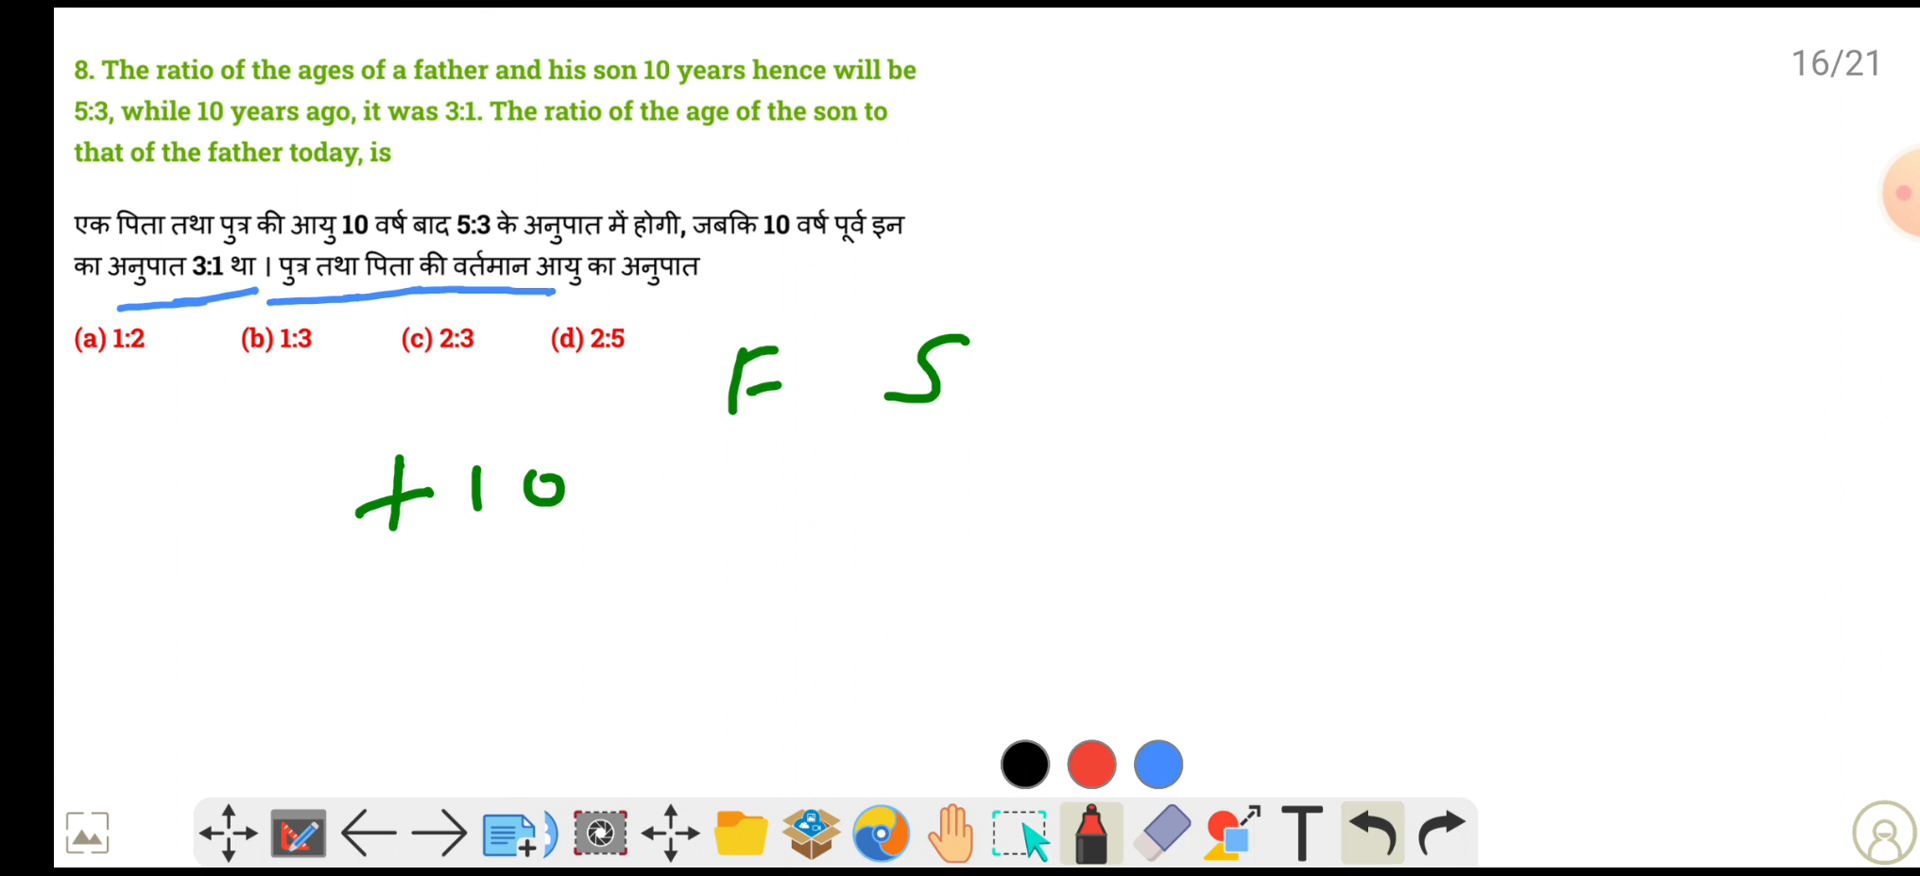 16/21
8. The ratio of the ages of a father and his son 10 years hence will be
5:3, while 10 years ago, it was 3:1. The ratio of the age of the son to
that of the father today, is
एक पिता तथा पुत्र की आयु 10 वर्ष बाद 5:3 के अनुपात में होगी, जबकि 10 वर्ष पूर्व इन
का अनुपात 3:1 था | पुत्र तथा पिता की वर्तमान आयु का अनुपात
(a) 1:2 (b) 1:3 (c) 2:3 (d) 2:5
F S
+10
T